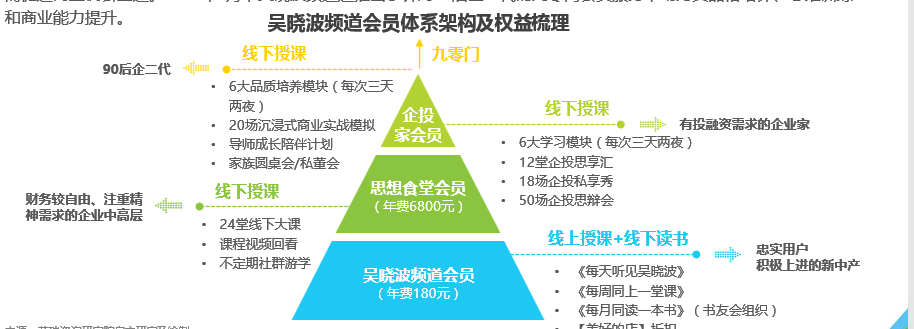 和商业能力提升。
吴晓波频道会员体系架构及权益梳理
线下授课
九零门
90后企二代
6大品质培养模块（每次三天
两夜）
20场沉浸式商业实战模拟
导师成长陪伴计划
家族圆桌会/私董会
企投
家会员
线下授课
有投融资需求的企业家
6大学习模块（每次三天两夜）
12堂企投思享汇
18场企投私享秀
50场企投思辩会
线下授课
财务较自由、注重精
神需求的企业中高层
24堂线下大课
课程视频回看
不定期社群游学
思想食堂会员
（年费6800元）
线上授课+线下读书
忠实用户
积极上进的新中产
《每天听见吴晓波》
《每周同上一堂课》
《每月同读一本书》（书友会组织）
吴晓波频道会员
（年费180元）